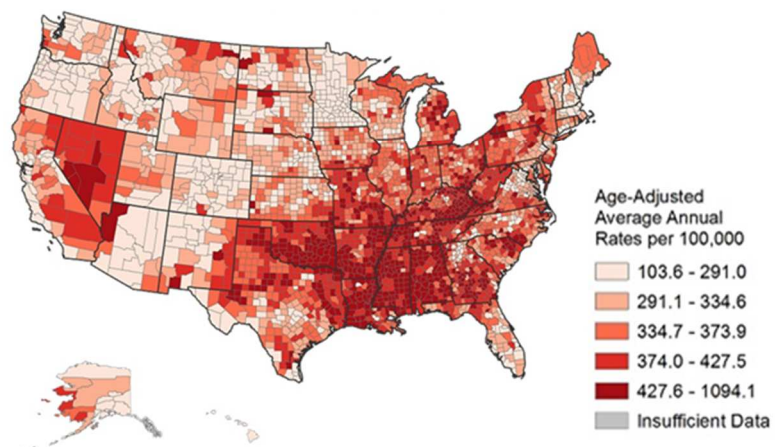 Age-Adjusted
Average Annual
Rates per 100,000
103.6 - 291.0
291.1 - 334.6
334.7 - 373.9
374.0 - 427.5
427.6 - 1094.1
Insufficient Data